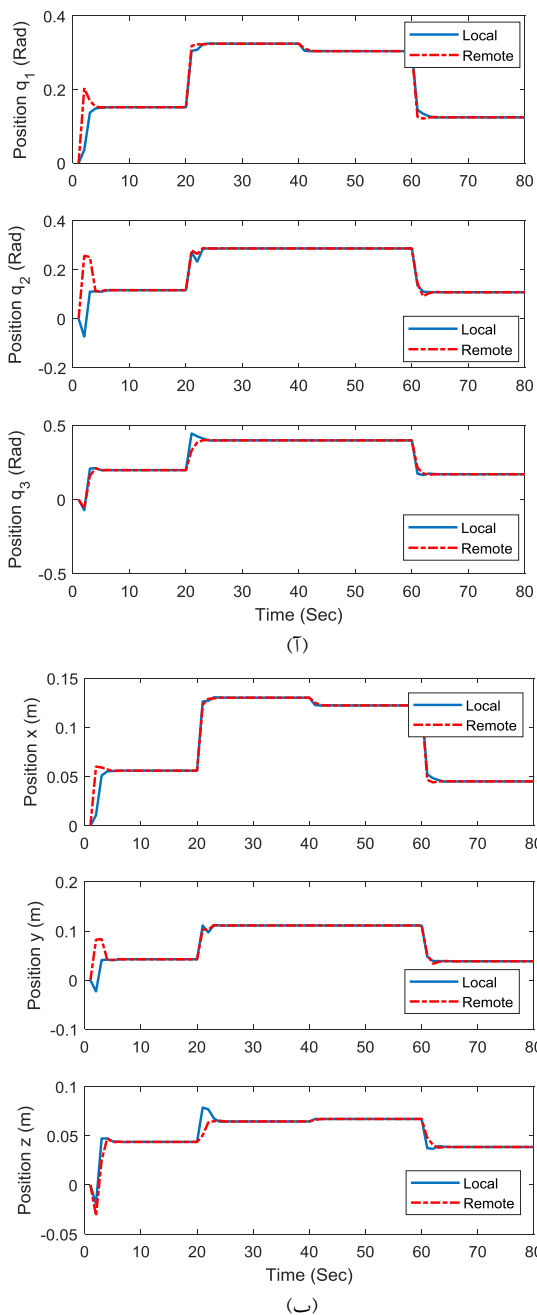 0.4
0.2
0
Position q1 (Rad)
Local
Remote
0 10 20 30 40 50 60 70 80
0.4
0.2
0
-0.2
Position q2 (Rad)
Local
Remote
0 10 20 30 40 50 60 70 80
0.5
0
-0.5
Position q3 (Rad)
Local
Remote
0 10 20 30 40 50 60 70 80
Time (Sec)
(آ)
0.15
0.1
0.05
0
Position x (m)
Local
Remote
0 10 20 30 40 50 60 70 80
0.2
0.1
0
-0.1
Position y (m)
Local
Remote
0 10 20 30 40 50 60 70 80
0.1
0.05
0
-0.05
Position z (m)
Local
Remote
0 10 20 30 40 50 60 70 80
Time (Sec)
(ب)